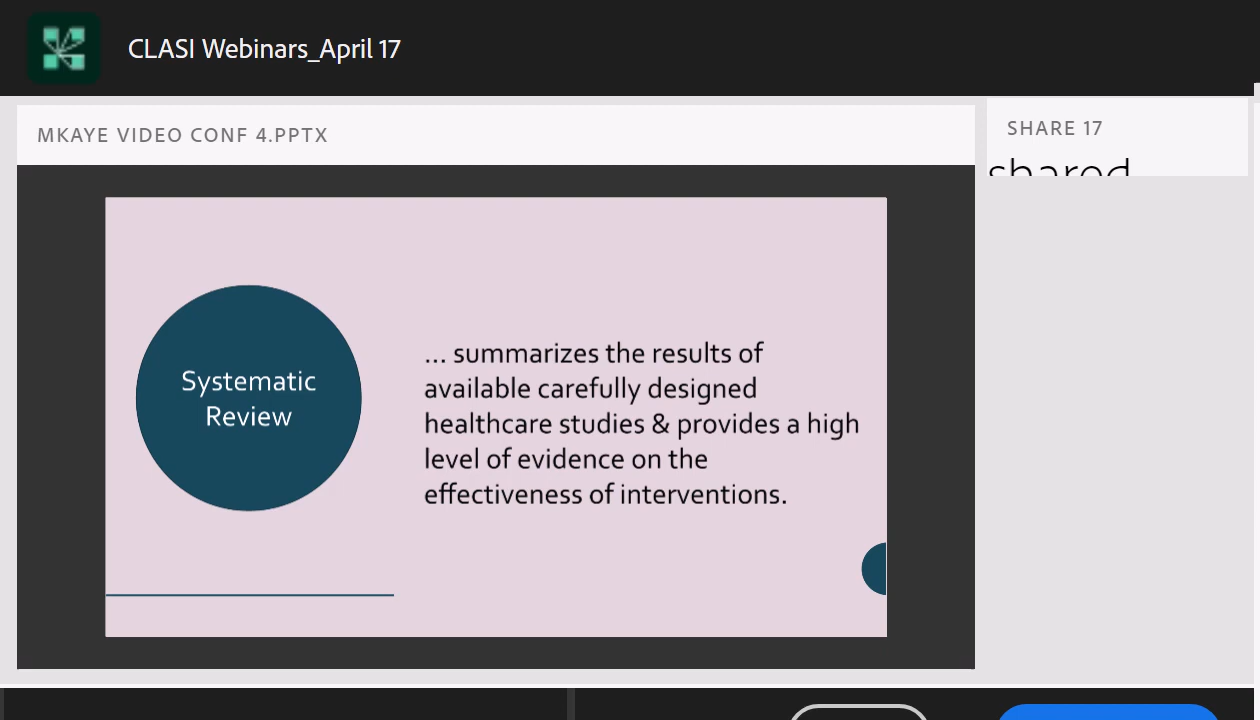 CLASI Webinars_April 17
MKAYE VIDEO CONF 4.PPTX
SHARE 17
shared
Systematic
Review
... summarizes the results of
available carefully designed
healthcare studies & provides a high
level of evidence on the
effectiveness of interventions.